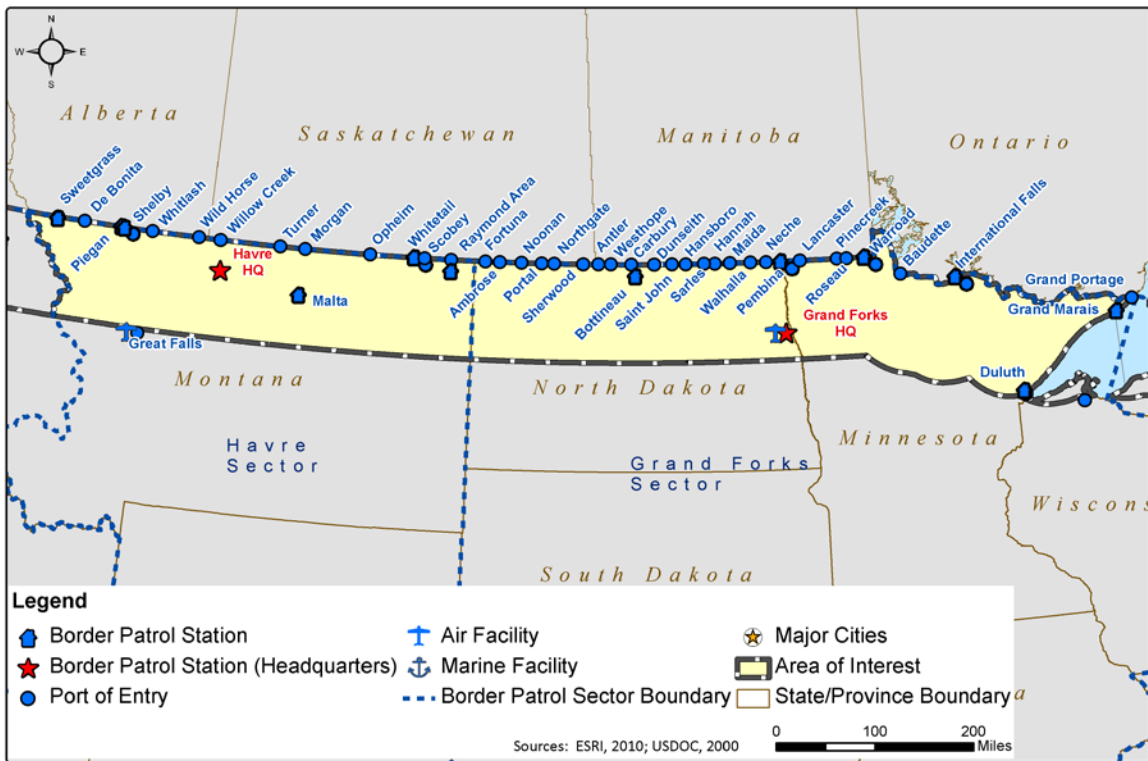 N
W E
S
Alberta
Saskatchewan
Manitoba
Ontario
Sweetgrass
De Bonita
Shelby
Whitlash
Wild Horse
Willow Creek
Turner
Morgan
Opheim
Whitetail
Scobey
Raymond Area
Fortuna
Noonan
Northgate
Antler
Westhope
Carbury
Dunseith
Hansboro
Hannah
Maida
Neche
Lancaster
Pinecreek
Warroad
Baudette
International Falls
Grand Portage
Grand Marais
Piegan
Havre
HQ
Malta
Ambrose
Portal
Sherwood
Bottineau
Saint John
Sarles
Walhalla
Pembina
Roseau
Grand Forks
HQ
Great Falls
Duluth
Montana
North Dakota
Minnesota
Havre
Sector
Grand Forks
Sector
Wiscons
South Dakota
Legend
Border Patrol Station
Border Patrol Station (Headquarters)
Port of Entry
Air Facility
Marine Facility
Border Patrol Sector Boundary
Major Cities
Area of Interest
State/Province Boundary
a
Sources: ESRI, 2010; USDOC, 2000
0 100 200
Miles